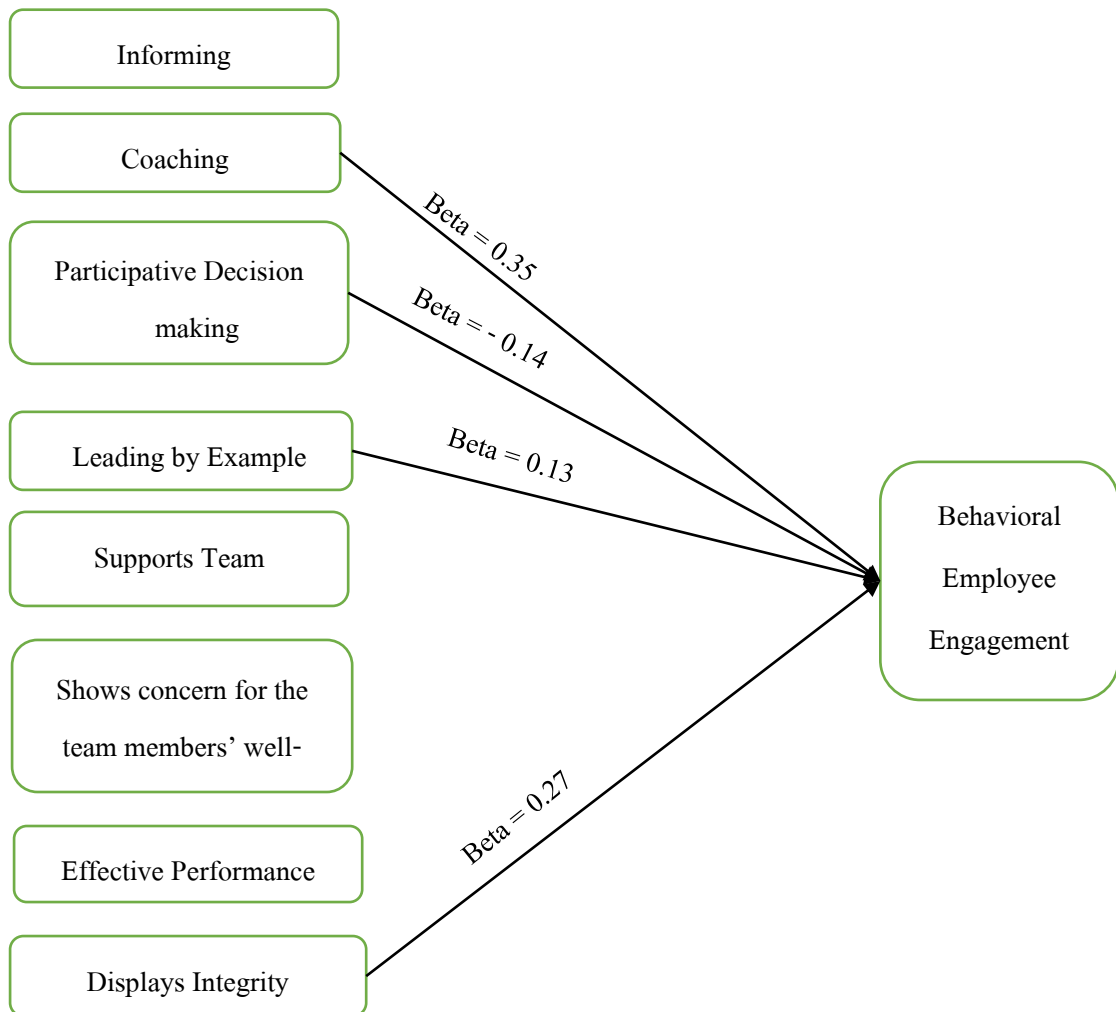 Informing
Coaching
Beta = 0.35
Participative Decision
making
Beta = - 0.14
Leading by Example
Beta = 0.13
Supports Team
Behavioral
Employee
Engagement
Shows concern for the
team members’ well-
Beta = 0.27
Effective Performance
Displays Integrity